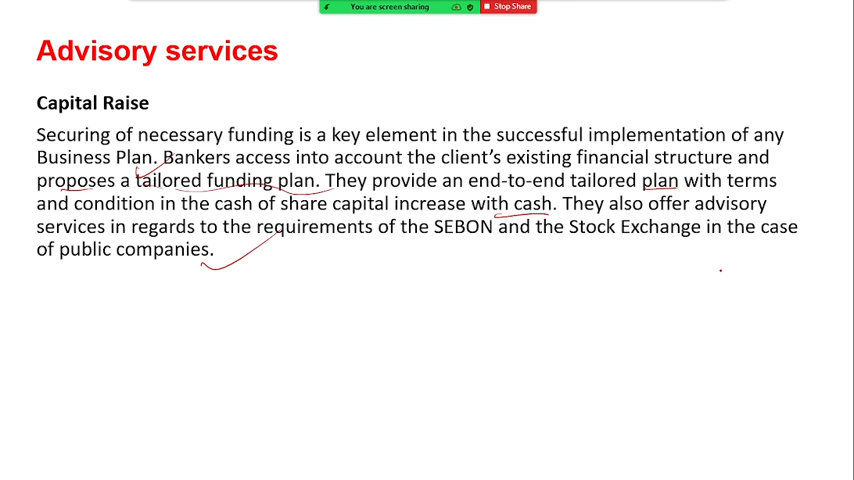 You are screen sharing
Stop Share
Advisory services
Capital Raise
Securing of necessary funding is a key element in the successful implementation of any
Business Plan. Bankers access into account the client's existing financial structure and
proposes a tailored funding plan. They provide an end-to-end tailored plan with terms
and condition in the cash of share capital increase with cash. They also offer advisory
services in regards to the requirements of the SEBON and the Stock Exchange in the case
of public companies.